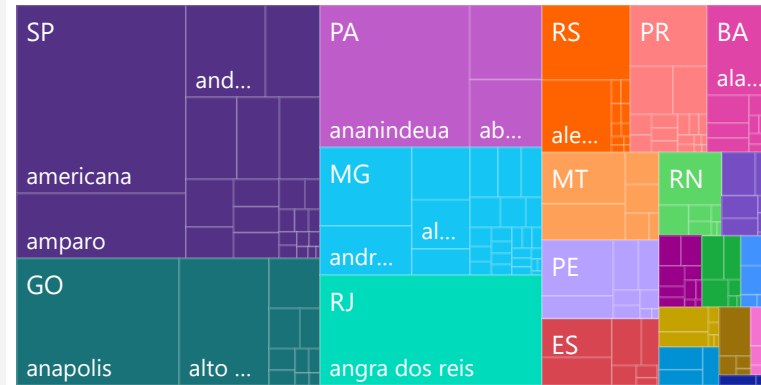 SP
and...
americana
amparo
GO
anapolis
alto ...
PA
ananindeua
ab...
MG
andr...
al...
RJ
angra dos reis
RS
ale...
PR
BA
ala...
MT
RN
PE
ES